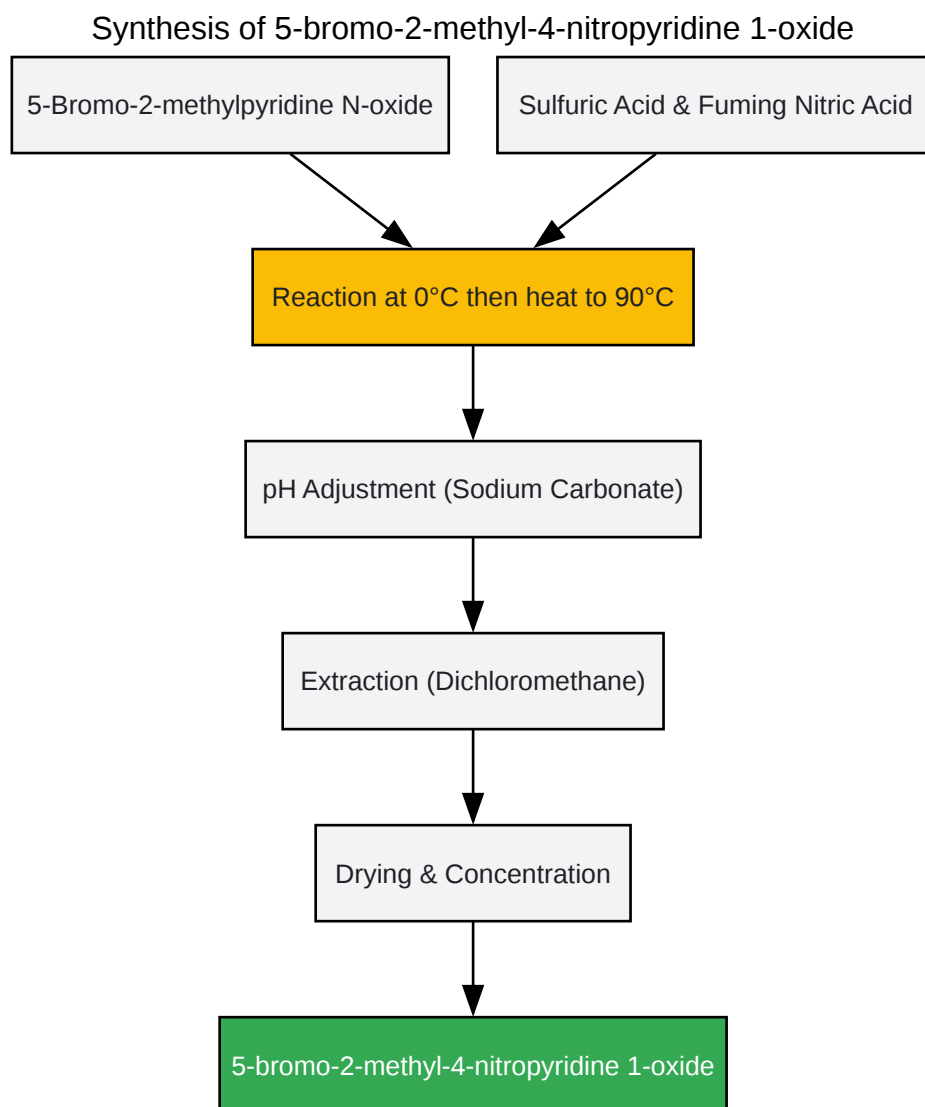 Synthesis of 5-bromo-2-methyl-4-nitropyridine 1-oxide
5-Bromo-2-methylpyridine N-oxide
Sulfuric Acid & Fuming Nitric Acid
Reaction at 0°C then heat to 90°C
pH Adjustment (Sodium Carbonate)
Extraction (Dichloromethane)
Drying & Concentration
5-bromo-2-methyl-4-nitropyridine 1-oxide